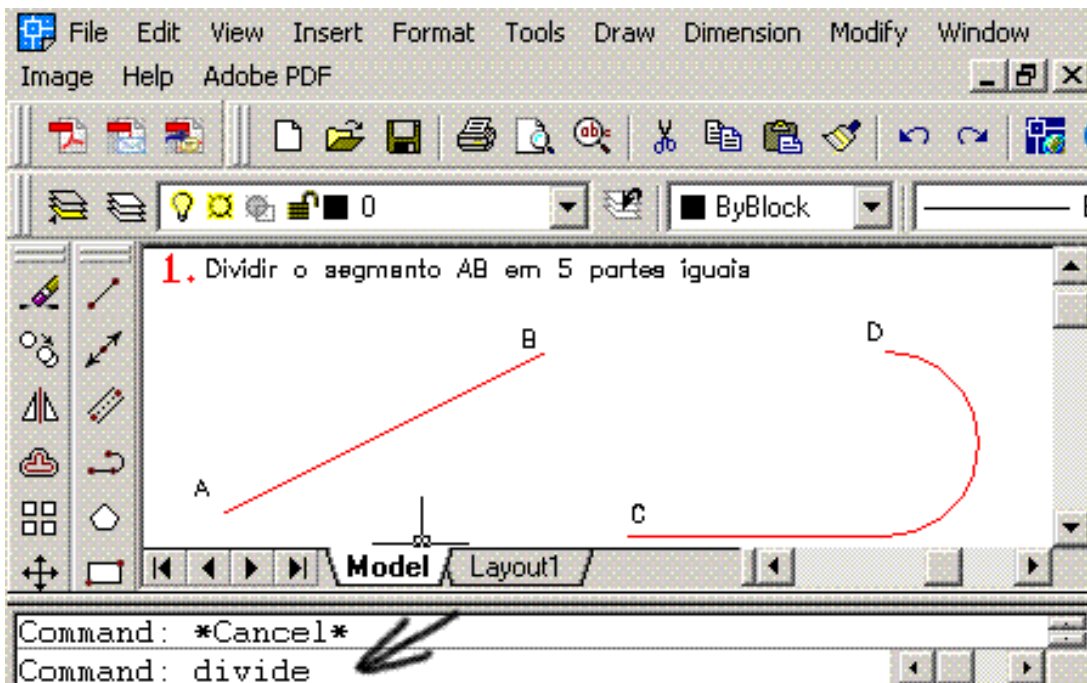 File Edit View Insert Format Tools Draw Dimension Modify Window
Image Help Adobe PDF
0
ByBlock
1. Dividir o segmento AB em 5 partes iguais
B
D
A
C
Model
Layout1
Command: *Cancel*
Command: divide